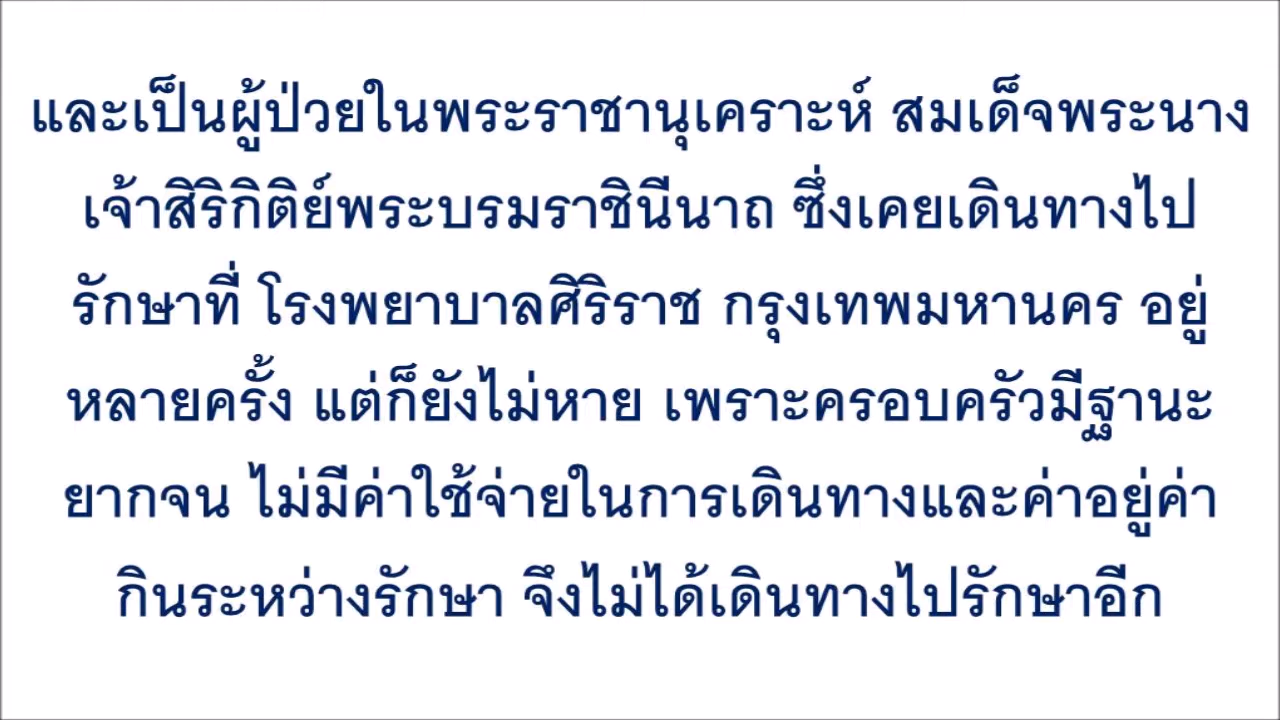 และเป็นผู้ป่วยในพระราชานุเคราะห์ สมเด็จพระนาง
เจ้าสิริกิติย์พระบรมราชินีนาถ ซึ่งเคยเดินทางไป
รักษาที่ โรงพยาบาลศิริราช กรุงเทพมหานคร อยู่
หลายครั้ง แต่ก็ยังไม่หาย เพราะครอบครัวมีฐานะ
ยากจน ไม่มีค่าใช้จ่ายในการเดินทางและค่าอยู่ค่า
กินระหว่างรักษา จึงไม่ได้เดินทางไปรักษาอีก